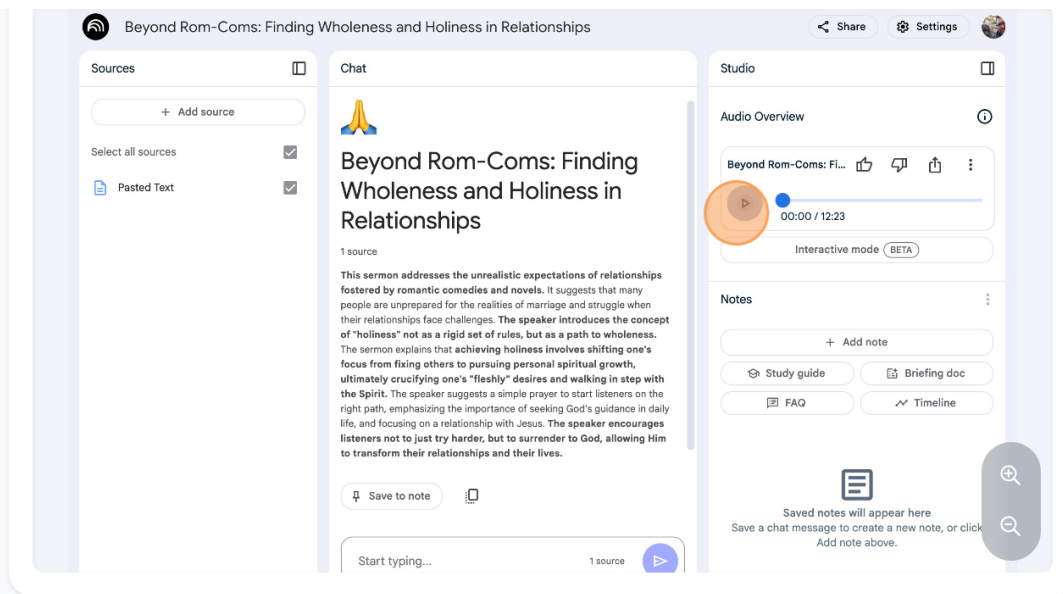 Beyond Rom-Coms: Finding Wholeness and Holiness in Relationships
Share
Settings
Sources
+ Add source
Select all sources
Pasted Text
Chat
Beyond Rom-Coms: Finding
Wholeness and Holiness in
Relationships
1 source
This sermon addresses the unrealistic expectations of relationships
fostered by romantic comedies and novels. It suggests that many
people are unprepared for the realities of marriage and struggle when
their relationships face challenges. The speaker introduces the concept
of "holiness" not as a rigid set of rules, but as a path to wholeness.
The sermon explains that achieving holiness involves shifting one's
focus from fixing others to pursuing personal spiritual growth,
ultimately crucifying one's "fleshly" desires and walking in step with
the Spirit. The speaker suggests a simple prayer to start listeners on the
right path, emphasizing the importance of seeking God's guidance in daily
life, and focusing on a relationship with Jesus. The speaker encourages
listeners not to just try harder, but to surrender to God, allowing Him
to transform their relationships and their lives.
Save to note
Start typing...
1 source
Studio
Audio Overview
Beyond Rom-Coms: Fi...
00:00 / 12:23
Interactive mode BETA
Notes
+ Add note
Study guide
Briefing doc
FAQ
Timeline
Saved notes will appear here
Save a chat message to create a new note, or click
Add note above.